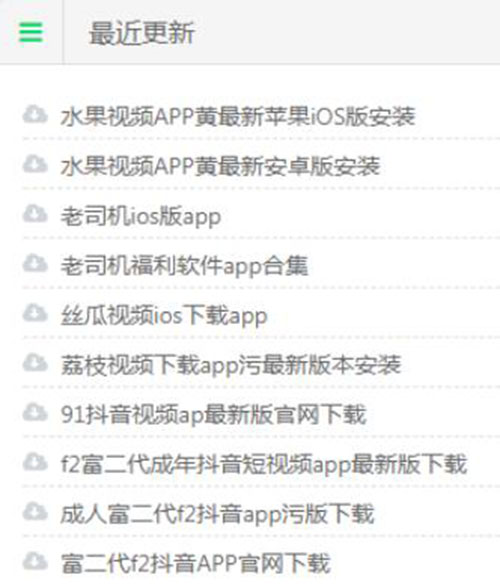 最近更新
水果视频APP黄最新苹果iOS版安装
水果视频APP黄最新安卓版安装
老司机ios版app
老司机福利软件app合集
丝瓜视频ios下载app
荔枝视频下载app污最新版本安装
91抖音视频ap最新版官网下载
f2富二代成年抖音短视频app最新版下载
成人富二代f2抖音app污版下载
富二代f2抖音APP官网下载